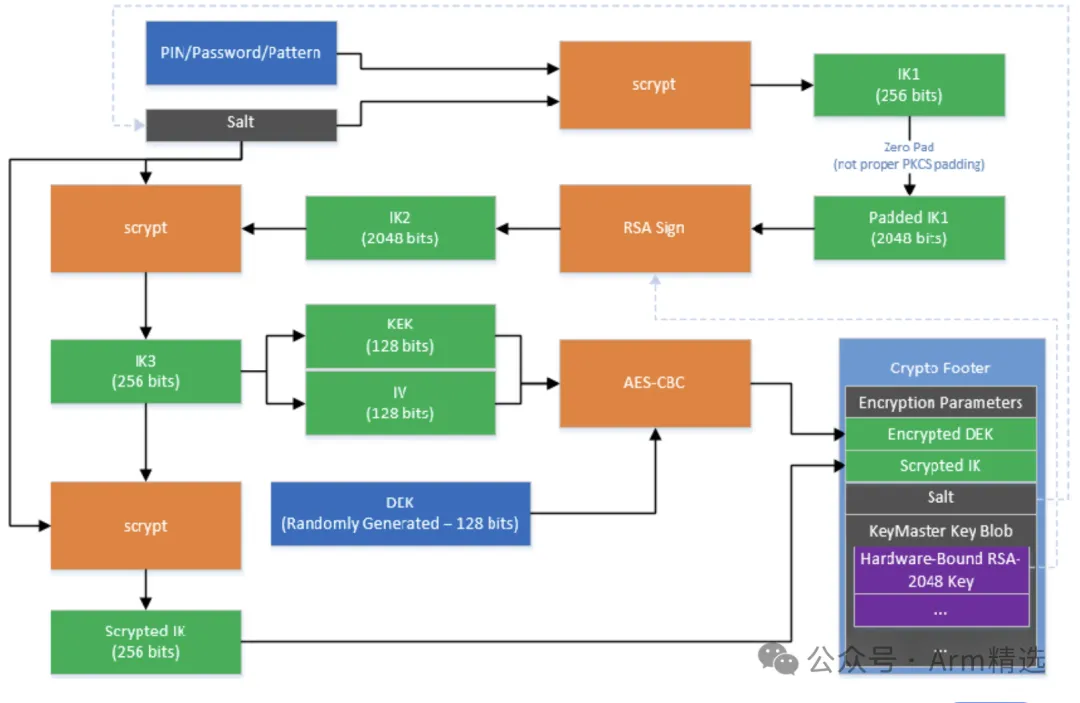 PIN/Password/Pattern
Salt
scrypt
IK1
(256 bits)
Zero Pad
(not proper PKCS padding)
Padded IK1
(2048 bits)
RSA Sign
IK2
(2048 bits)
scrypt
IK3
(256 bits)
KEK
(128 bits)
IV
(128 bits)
AES-CBC
DEK
(Randomly Generated – 128 bits)
scrypt
Scrypted IK
(256 bits)
Crypto Footer
Encryption Parameters
Encrypted DEK
Scrypted IK
Salt
KeyMaster Key Blob
Hardware-Bound RSA-
2048 Key
...
...
公众号 · Arm精选